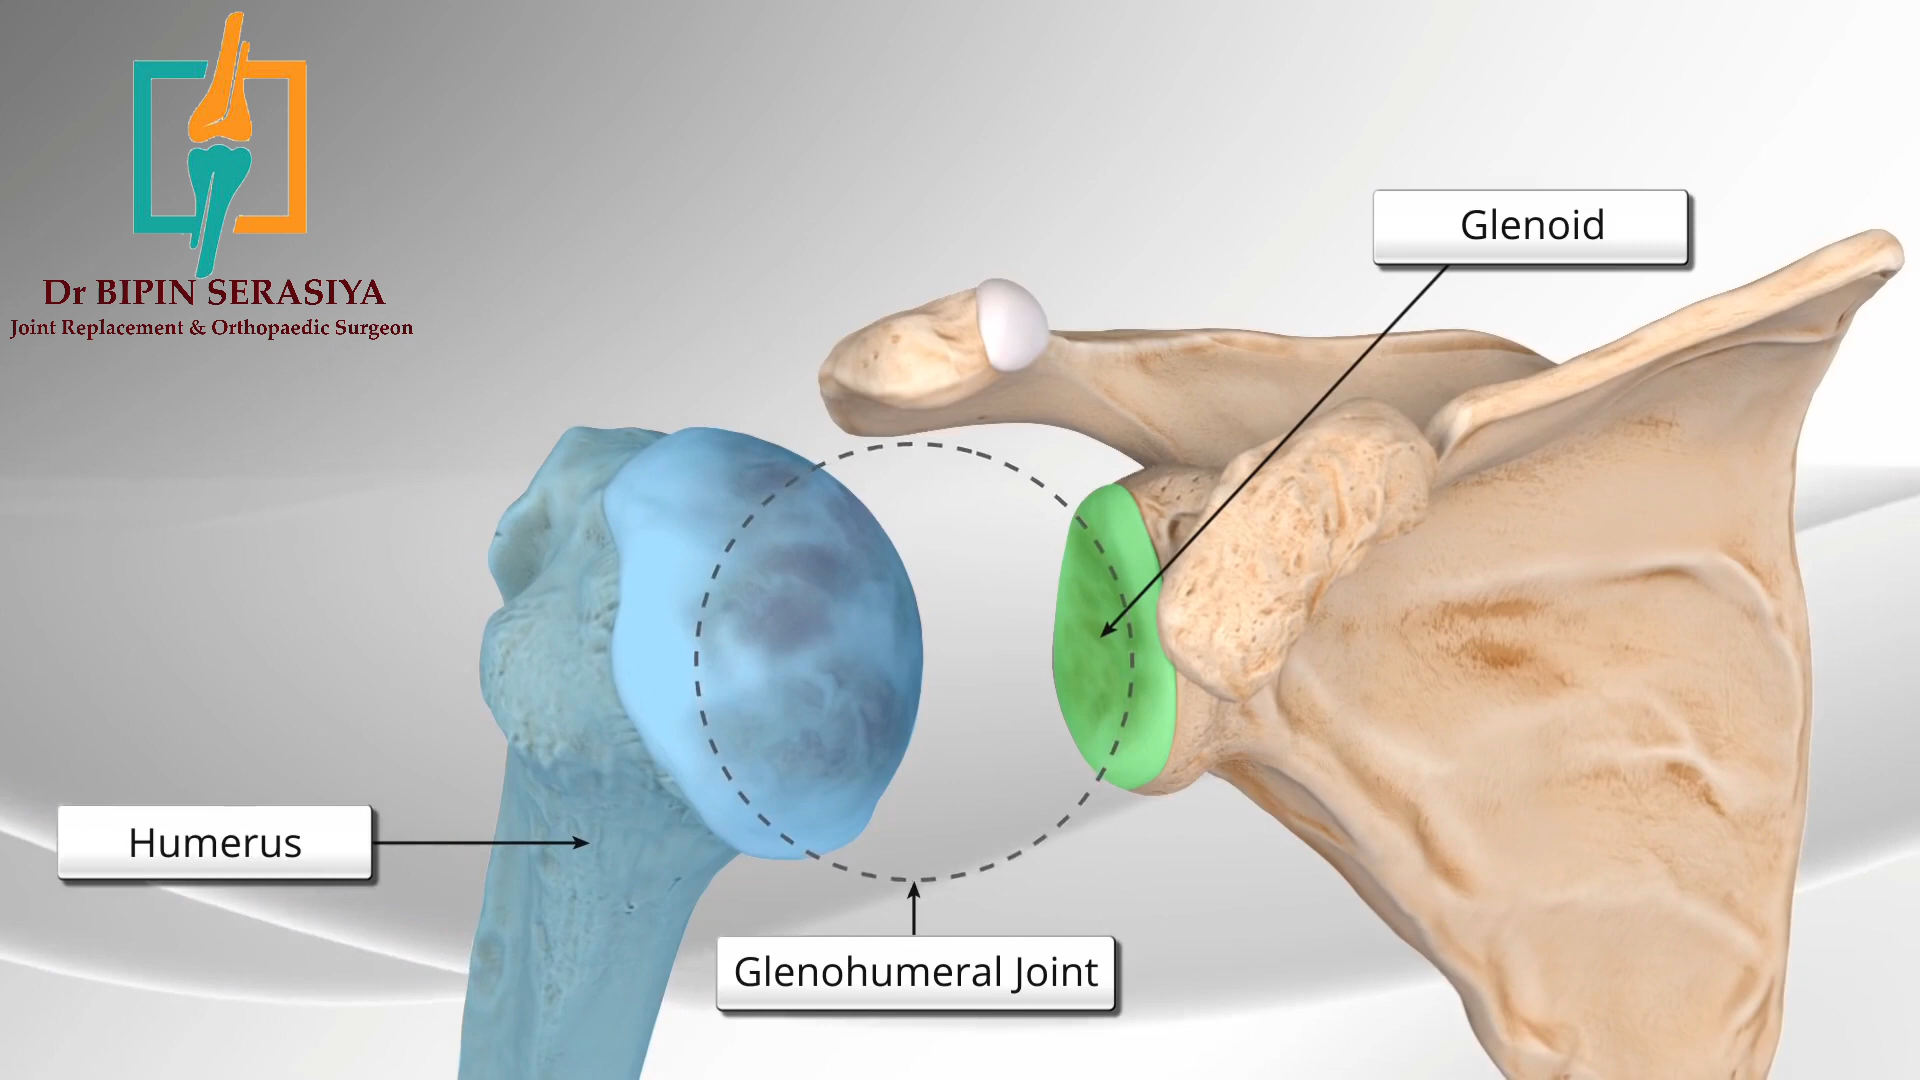 Dr BIPIN SERASIYA
Joint Replacement & Orthopaedic Surgeon
Glenoid
Humerus
Glenohumeral Joint